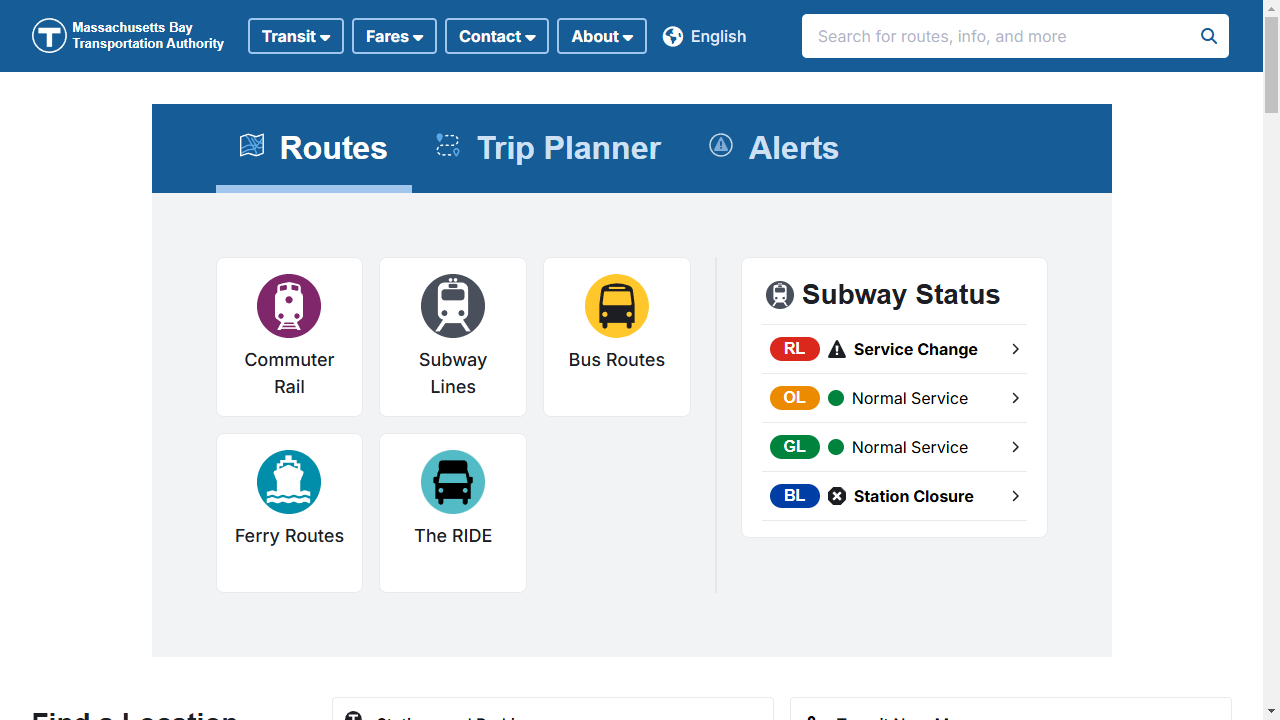 Massachusetts Bay
Transportation Authority
Transit
Fares
Contact
About
English
Search for routes, info, and more
Routes
Trip Planner
Alerts
Commuter
Rail
Subway
Lines
Bus Routes
Ferry Routes
The RIDE
Subway Status
RL Service Change
OL Normal Service
GL Normal Service
BL Station Closure
Find a Location